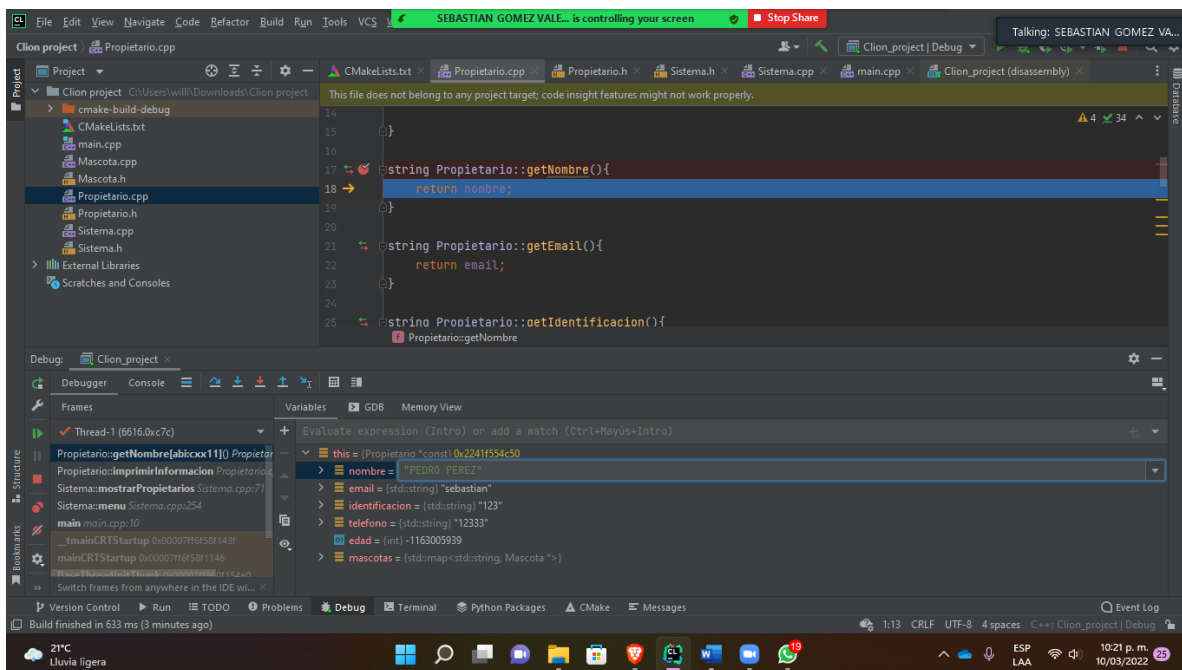 File Edit View Navigate Code Refactor Build Run Tools VCS
SEBASTIAN GOMEZ VALE... is controlling your screen
Stop Share
Talking: SEBASTIAN GOMEZ VA...
Clion project Propietario.cpp
Clion_project | Debug
Project
CMakeLists.txt Propietario.cpp Propietario.h Sistema.h Sistema.cpp main.cpp Clion_project (disassembly)
Project
Clion project C:\Users\willi\Downloads\Clion project
This file does not belong to any project target; code insight features might not work properly.
Database
cmake-build-debug
CMakeLists.txt
main.cpp
Mascota.cpp
Mascota.h
Propietario.cpp
Propietario.h
Sistema.cpp
Sistema.h
External Libraries
Scratches and Consoles
4 34
14
15 }
16
17 string Propietario::getNombre(){
18 return nombre;
19 }
20
21 string Propietario::getEmail(){
22 return email;
23 }
24
25 string Propietario::getIdentificacion(){
Propietario::getNombre
Debug: Clion_project
Debugger Console
Frames
Variables GDB Memory View
Thread-1 (6616.0xc7c)
Evaluate expression (Intro) or add a watch (Ctrl+Mayús+Intro)
Propietario::getNombre[abi:cxx11]() Propietar
Propietario::imprimirInformacion Propietario.c
Sistema::mostrarPropietarios Sistema.cpp:71
Sistema::menu Sistema.cpp:254
main main.cpp:10
__tmainCRTStartup 0x00007ff6f58f143f
mainCRTStartup 0x00007ff6f58f1146
Switch frames from anywhere in the IDE wi...
this = {Propietario *const} 0x2241f554c50
nombre = "PEDRO PEREZ"
email = {std::string} "sebastian"
identificacion = {std::string} "123"
telefono = {std::string} "12333"
edad = {int} -1163005939
mascotas = {std::map<std::string, Mascota *>}
Structure
Bookmarks
Version Control Run TODO Problems Debug Terminal Python Packages CMake Messages
Event Log
Build finished in 633 ms (3 minutes ago)
1:13 CRLF UTF-8 4 spaces C++: Clion_project | Debug
21°C
Lluvia ligera
19
ESP
LAA
10:21 p. m.
10/03/2022
25